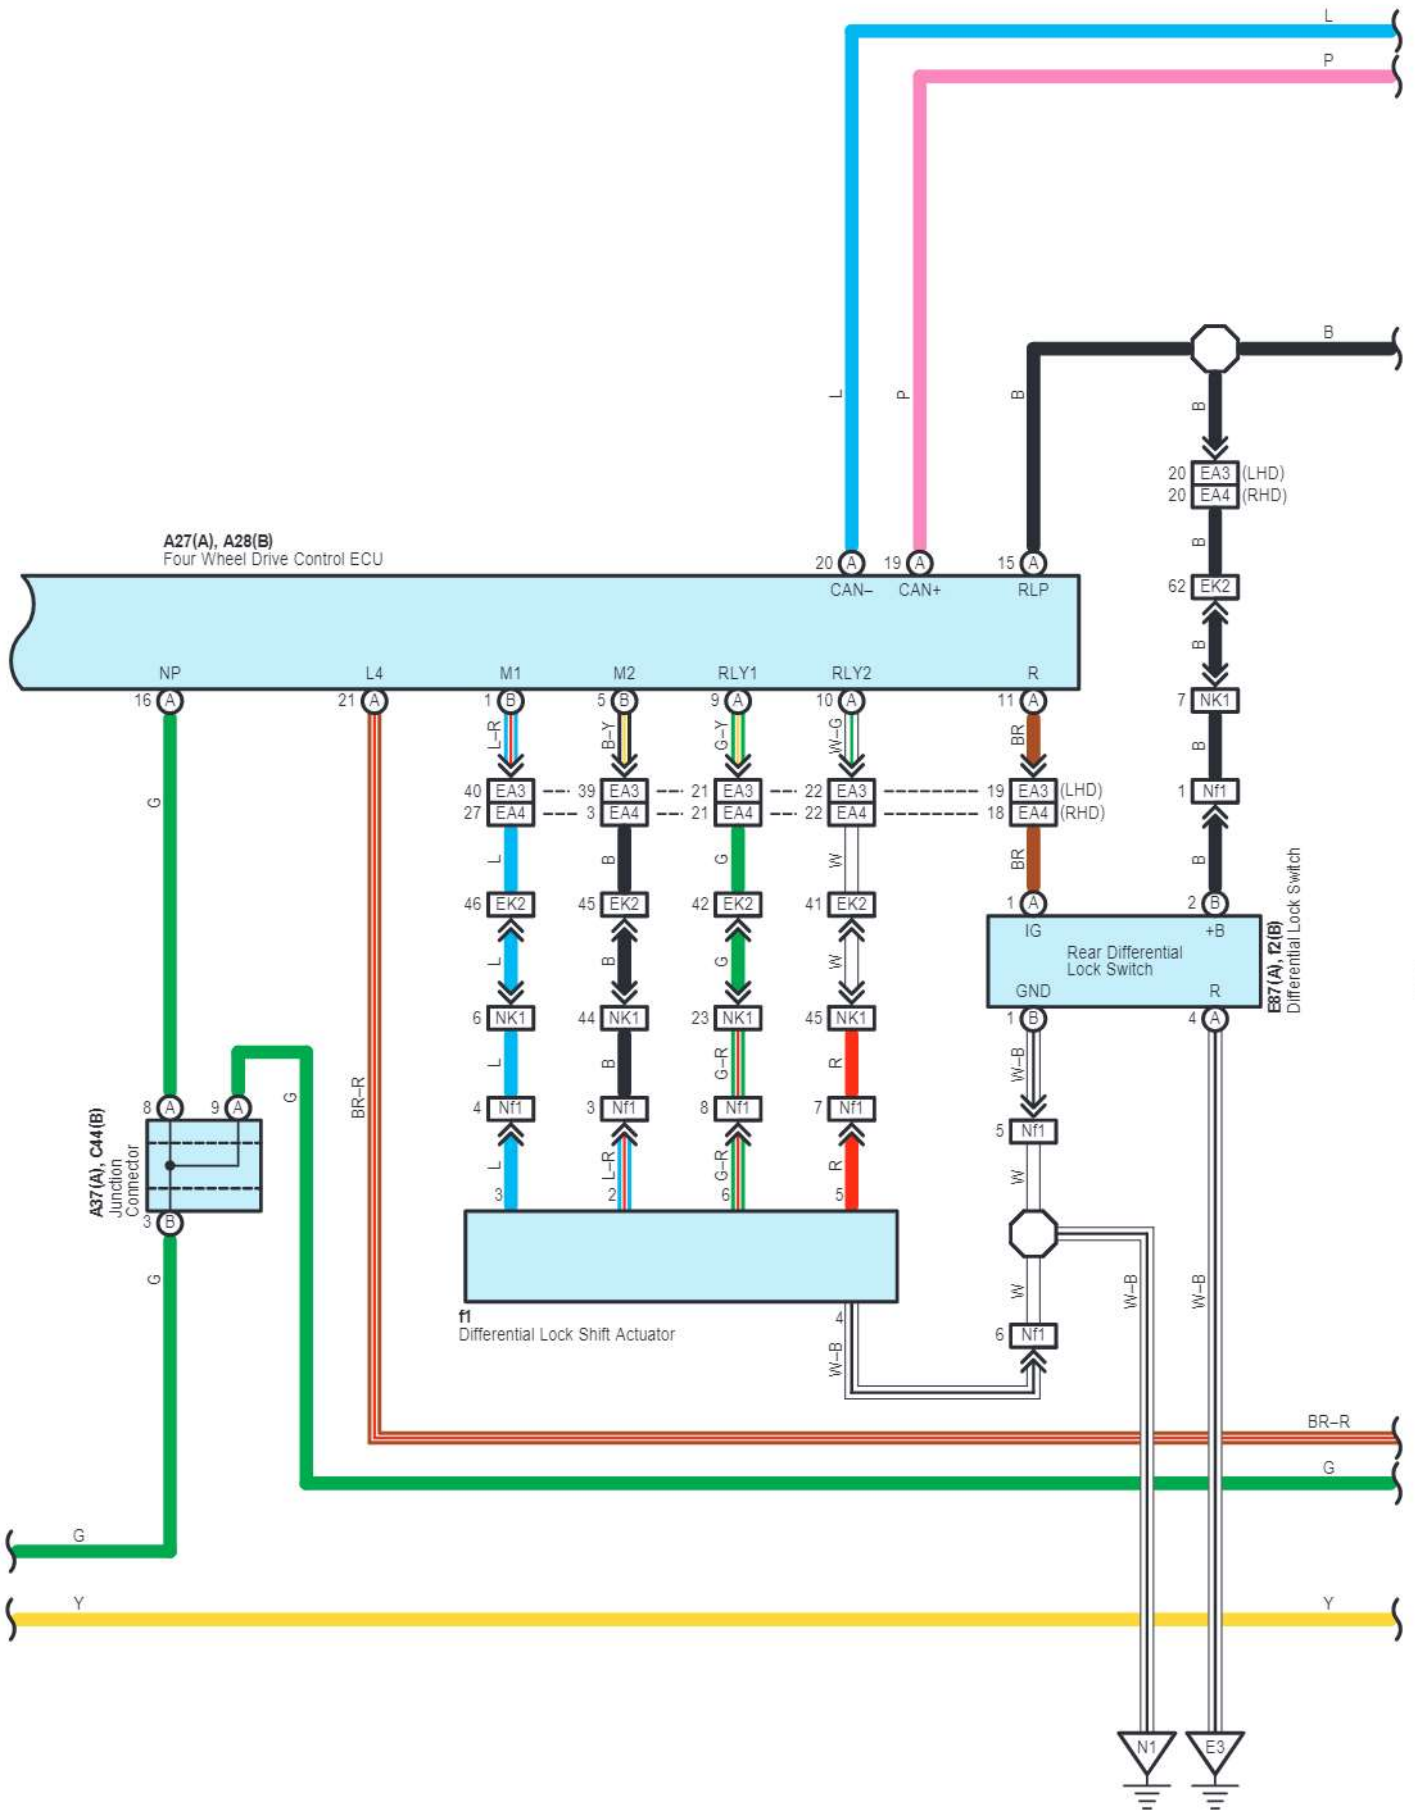 L
P
B
L
P
B
B
20 EA3 (LHD)
20 EA4 (RHD)
B
A27(A), A28(B)
Four Wheel Drive Control ECU
20 A 19 A 15 A
CAN– CAN+ RLP
62 EK2
B
NP L4 M1 M2 RLY1 RLY2 R
16 A 21 A 1 B 5 B 9 A 10 A 11 A
7 NK1
L–R B–Y G–Y W–G BR
B
40 EA3 39 EA3 21 EA3 22 EA3 19 EA3 (LHD)
27 EA4 3 EA4 21 EA4 22 EA4 18 EA4 (RHD)
1 Nf1
G
L B G W BR B
46 EK2 45 EK2 42 EK2 41 EK2
1 A 2 B
IG +B
Rear Differential
Lock Switch
GND R
E87(A), f2(B)
Differential Lock Switch
L B G W
6 NK1 44 NK1 23 NK1 45 NK1
1 B 4 A
L B G–R R
W–B
BR–R
G
8 A 9 A
4 Nf1 3 Nf1 8 Nf1 7 Nf1
5 Nf1
A37(A), C44(B)
Junction
Connector
L L–R G–R R
W
3 2 6 5
3 B
G
W W–B W–B
f1
Differential Lock Shift Actuator
4
6 Nf1
W–B
BR–R
G
G
Y Y
N1 E3